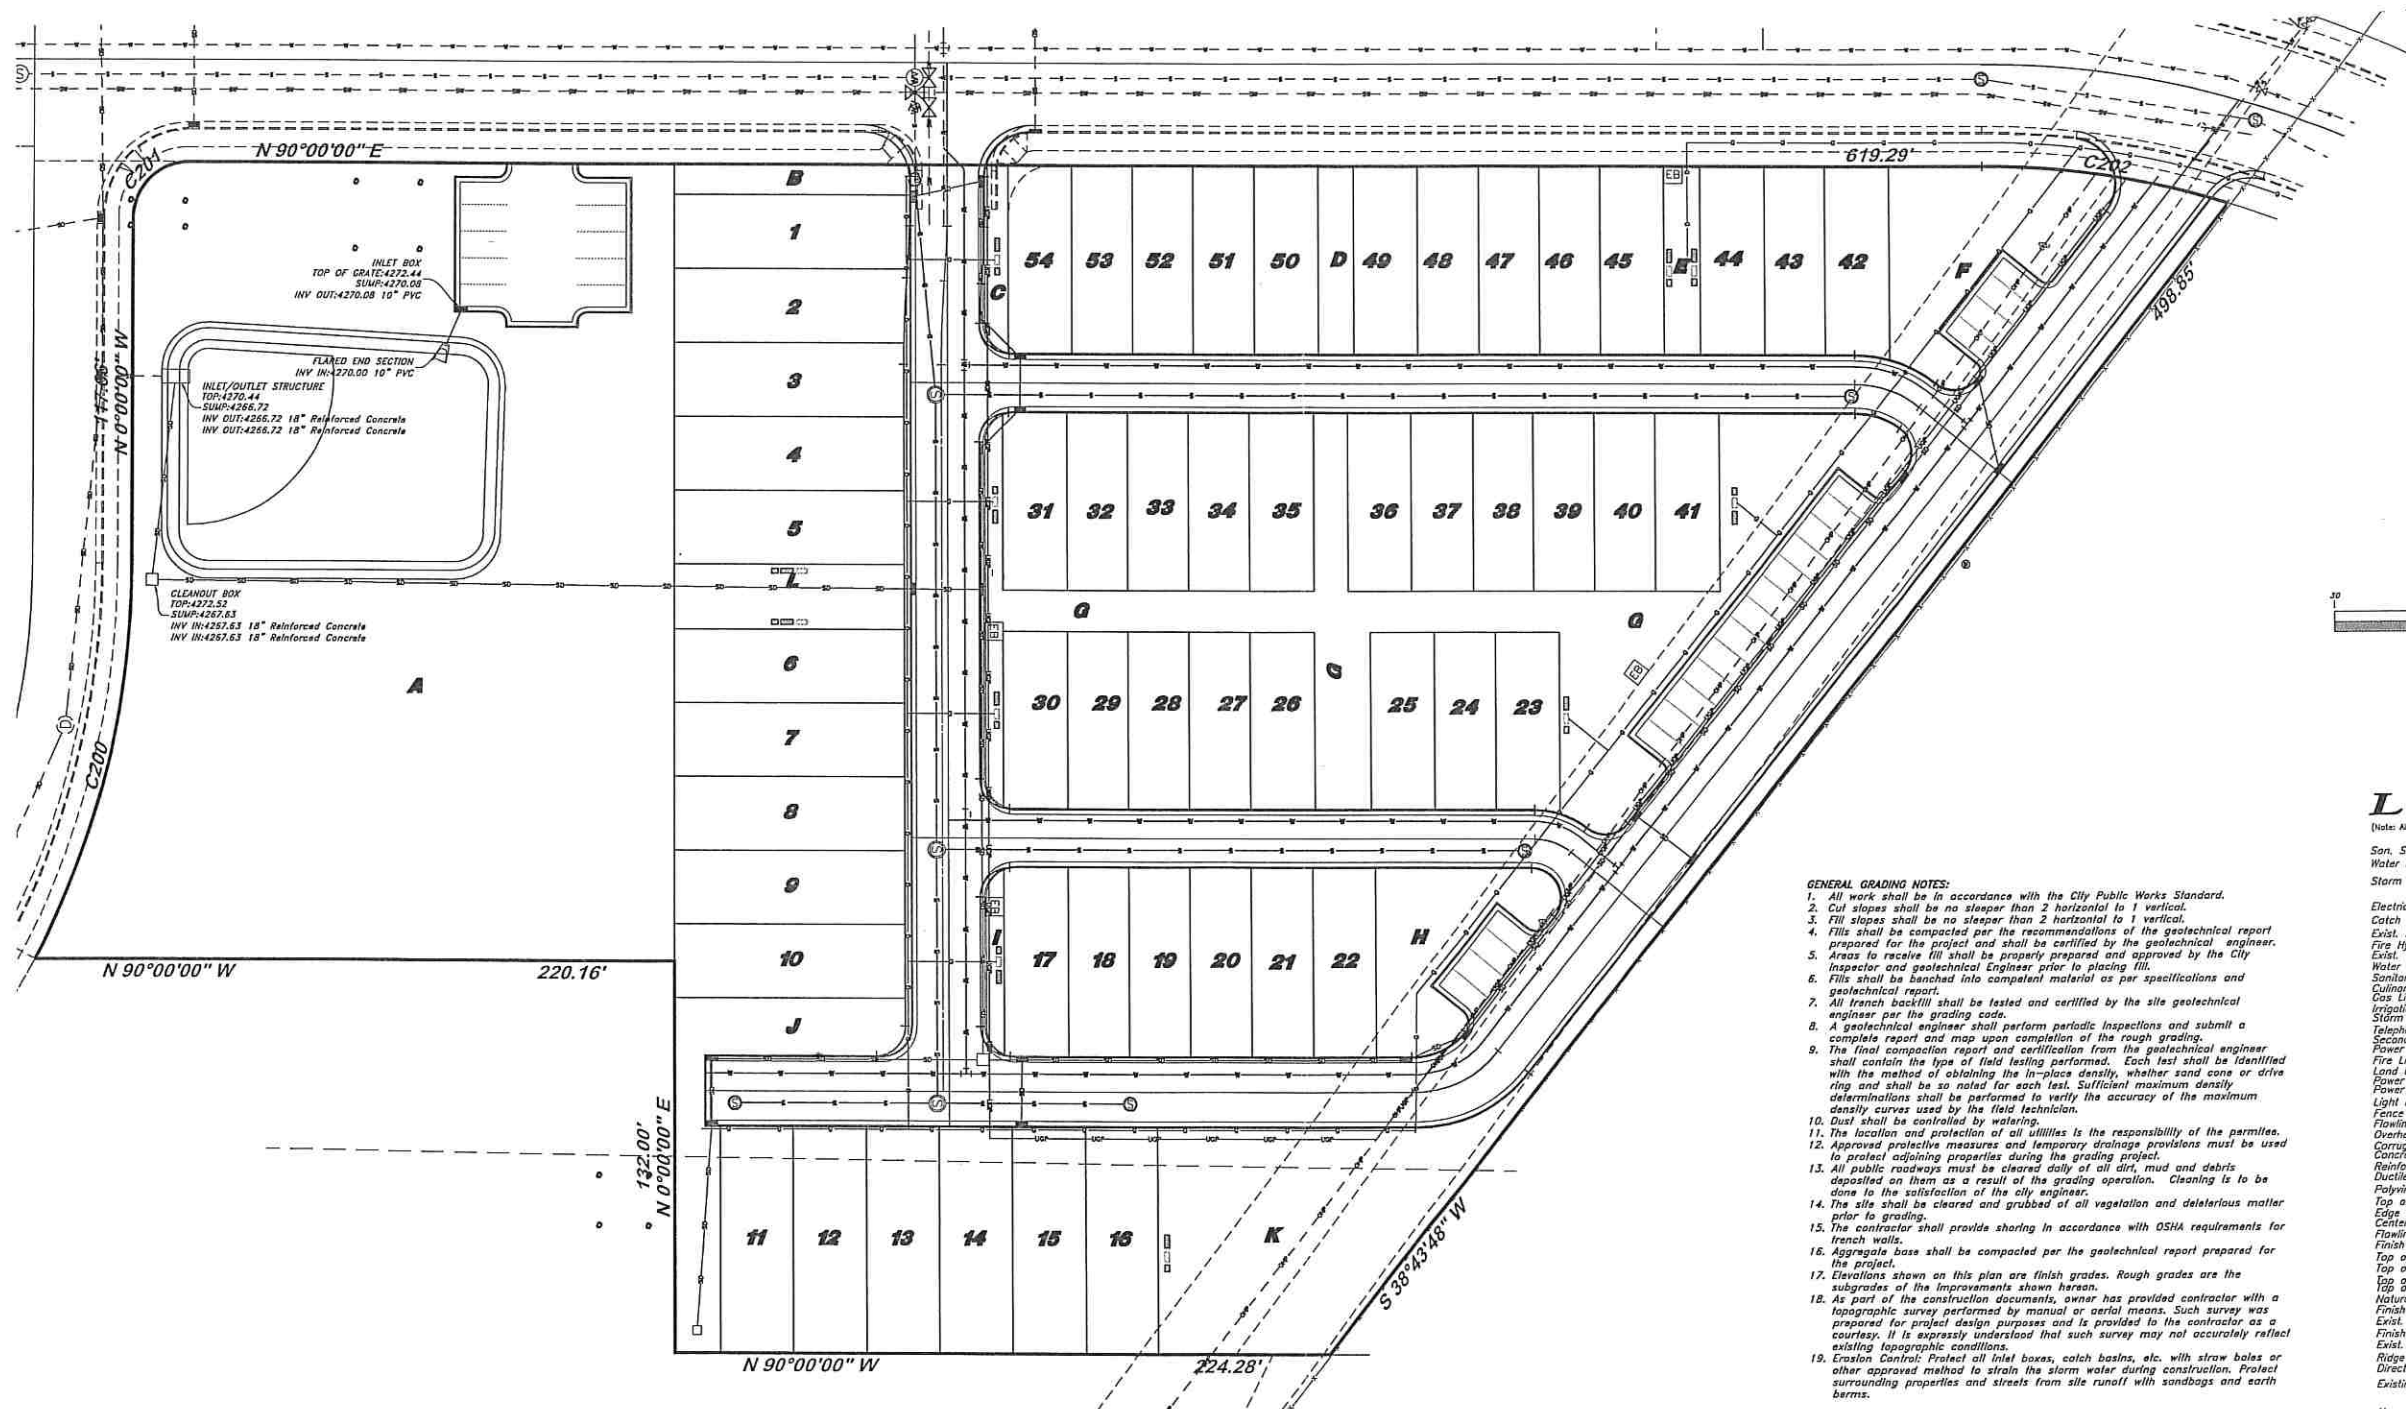 N 90°00'00" E
619.29'
C201
C202
B
1
2
3
4
5
L
6
7
8
9
10
J
INLET BOX
TOP OF GRATE:4272.44
SUMP:4270.08
INV OUT:4270.08 10" PVC
FLARED END SECTION
INV IN:4270.00 10" PVC
INLET/OUTLET STRUCTURE
TOP:4270.44
SUMP:4266.72
INV OUT:4266.72 18" Reinforced Concrete
INV OUT:4266.72 18" Reinforced Concrete
N 0°00'00" W
CLEANOUT BOX
TOP:4272.52
SUMP:4267.63
INV IN:4267.63 18" Reinforced Concrete
INV IN:4267.63 18" Reinforced Concrete
A
C200
N 90°00'00" W
220.16'
C
54
53
52
51
50
D
49
48
47
46
45
EB
E
44
43
42
F
498.85'
31
32
33
34
35
36
37
38
39
40
41
G
G
G
EB
EB
30
29
28
27
26
25
24
23
EB
I
17
18
19
20
21
22
H
132.00'
N 0°00'00" E
11
12
13
14
15
16
K
S 38°43'48" W
N 90°00'00" W
224.28'
30
GENERAL GRADING NOTES:
1. All work shall be in accordance with the City Public Works Standard.
2. Cut slopes shall be no steeper than 2 horizontal to 1 vertical.
3. Fill slopes shall be no steeper than 2 horizontal to 1 vertical.
4. Fills shall be compacted per the recommendations of the geotechnical report
prepared for the project and shall be certified by the geotechnical engineer.
5. Areas to receive fill shall be properly prepared and approved by the City
Inspector and geotechnical Engineer prior to placing fill.
6. Fills shall be benched into competent material as per specifications and
geotechnical report.
7. All trench backfill shall be tested and certified by the site geotechnical
engineer per the grading code.
8. A geotechnical engineer shall perform periodic inspections and submit a
complete report and map upon completion of the rough grading.
9. The final compaction report and certification from the geotechnical engineer
shall contain the type of field testing performed. Each test shall be identified
with the method of obtaining the in-place density, whether sand cone or drive
ring and shall be so noted for each test. Sufficient maximum density
determinations shall be performed to verify the accuracy of the maximum
density curves used by the field technician.
10. Dust shall be controlled by watering.
11. The location and protection of all utilities is the responsibility of the permitee.
12. Approved protective measures and temporary drainage provisions must be used
to protect adjoining properties during the grading project.
13. All public roadways must be cleared daily of all dirt, mud and debris
deposited on them as a result of the grading operation. Cleaning is to be
done to the satisfaction of the city engineer.
14. The site shall be cleared and grubbed of all vegetation and deleterious matter
prior to grading.
15. The contractor shall provide shoring in accordance with OSHA requirements for
trench walls.
16. Aggregate base shall be compacted per the geotechnical report prepared for
the project.
17. Elevations shown on this plan are finish grades. Rough grades are the
subgrades of the improvements shown hereon.
18. As part of the construction documents, owner has provided contractor with a
topographic survey performed by manual or aerial means. Such survey was
prepared for project design purposes and is provided to the contractor as a
courtesy. It is expressly understood that such survey may not accurately reflect
existing topographic conditions.
19. Erosion Control: Protect all inlet boxes, catch basins, etc. with straw bales or
other approved method to strain the storm water during construction. Protect
surrounding properties and streets from site runoff with sandbags and earth
berms.
L
(Note:
San.
Water
Storm
Catch
Exist.
Exist.
Water
Storm
Power
Power
Power
Light
Fence
Edge
Finish
Exist.
Finish
Exist.
Ridge